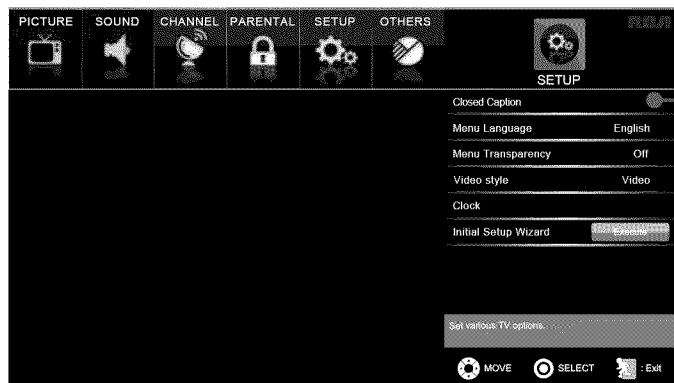 PICTURE SOUND CHANNEL PARENTAL SETUP OTHERS
RCA
SETUP
Closed Caption
Menu Language English
Menu Transparency Off
Video style Video
Clock
Initial Setup Wizard Execute
Set various TV options.
MOVE SELECT : Exit